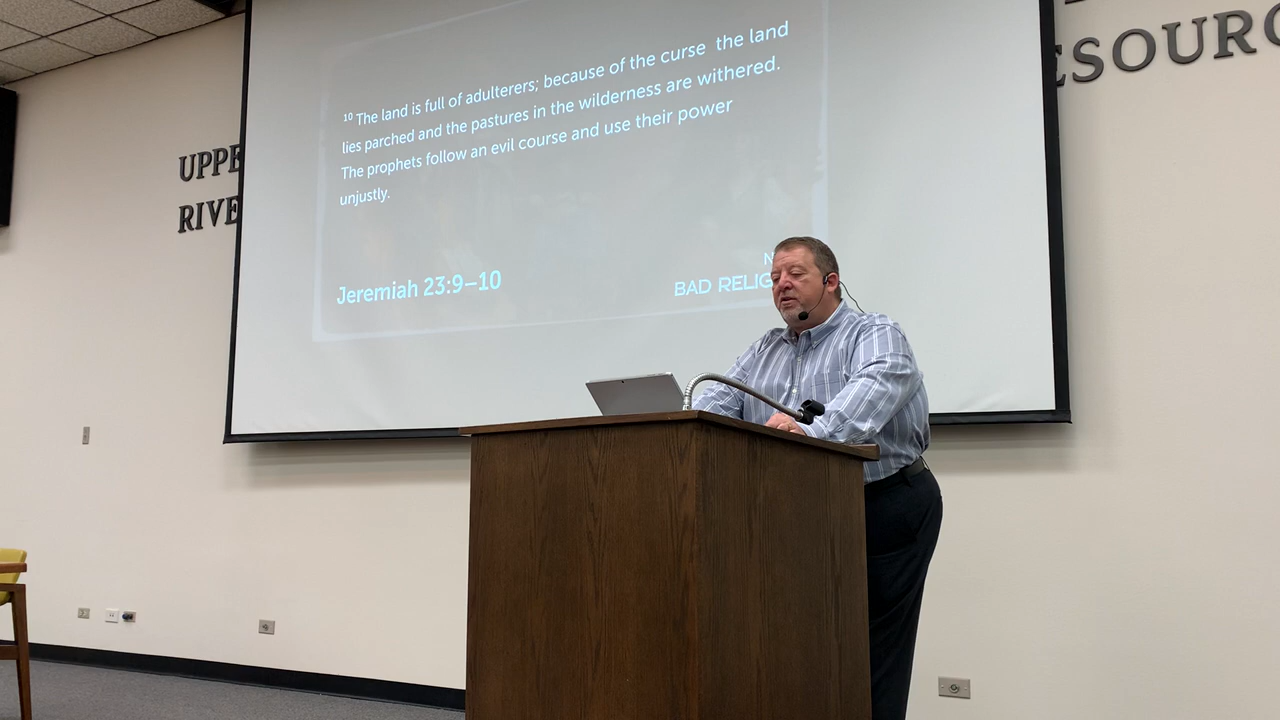 ¹⁰ The land is full of adulterers; because of the curse the land
lies parched and the pastures in the wilderness are withered.
The prophets follow an evil course and use their power
unjustly.
Jeremiah 23:9–10
BAD RELIG
UPPE
RIVE
ESOURC